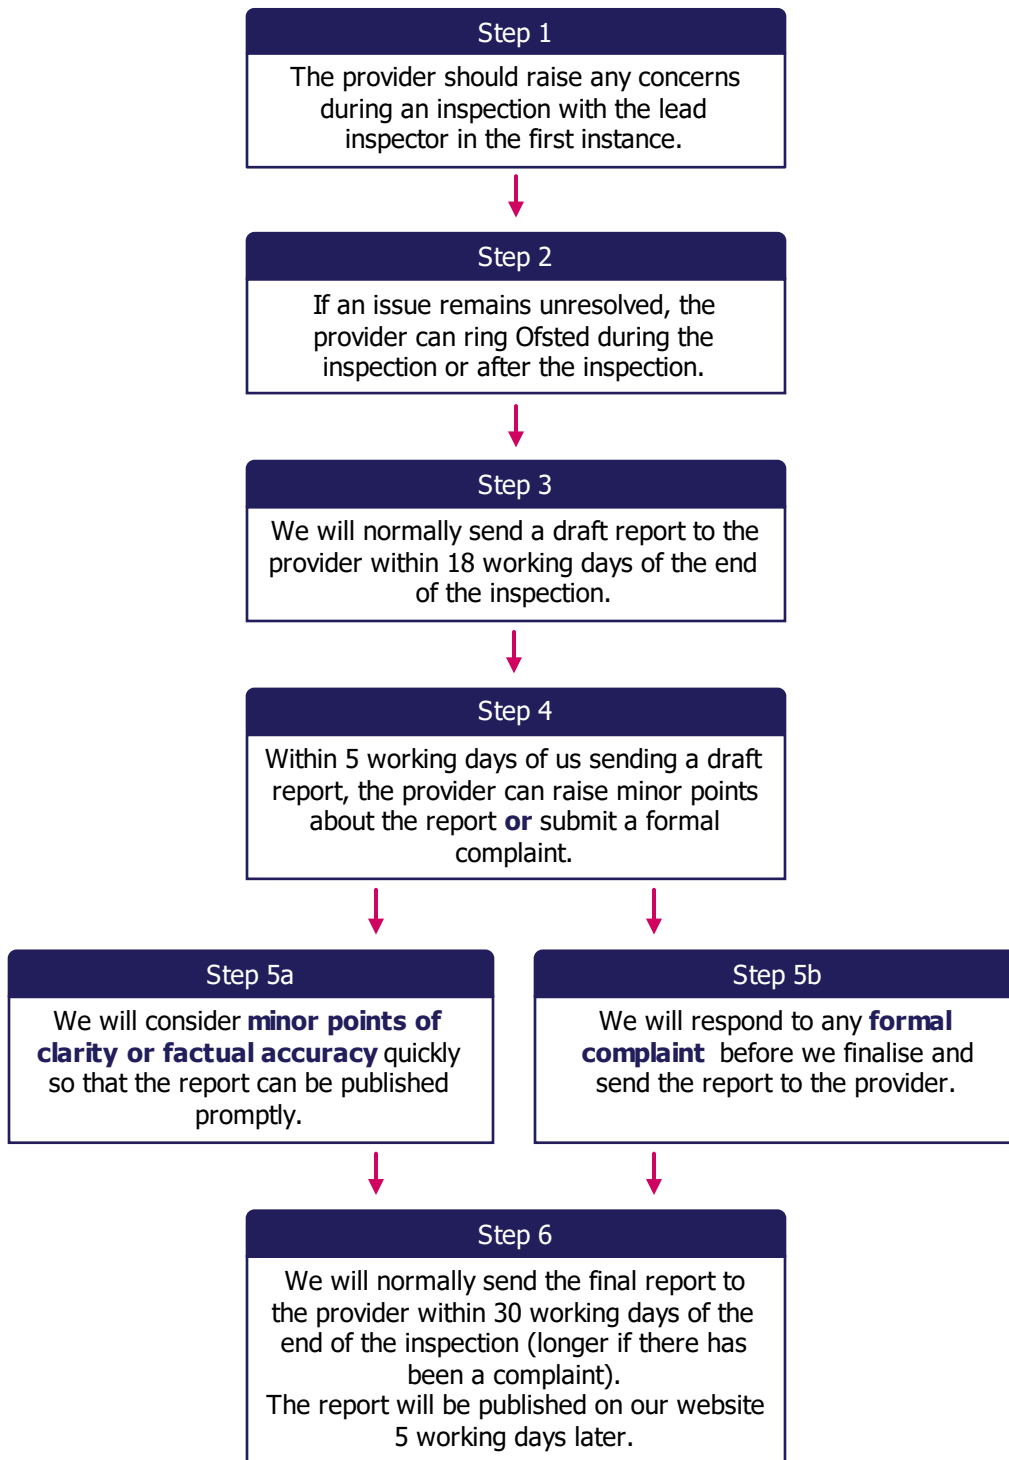 Step 1
The provider should raise any concerns
during an inspection with the lead
inspector in the first instance.
Step 2
If an issue remains unresolved, the
provider can ring Ofsted during the
inspection or after the inspection.
Step 3
We will normally send a draft report to the
provider within 18 working days of the end
of the inspection.
Step 4
Within 5 working days of us sending a draft
report, the provider can raise minor points
about the report or submit a formal
complaint.
Step 5a
We will consider minor points of
clarity or factual accuracy quickly
so that the report can be published
promptly.
Step 5b
We will respond to any formal
complaint before we finalise and
send the report to the provider.
Step 6
We will normally send the final report to
the provider within 30 working days of the
end of the inspection (longer if there has
been a complaint).
The report will be published on our website
5 working days later.